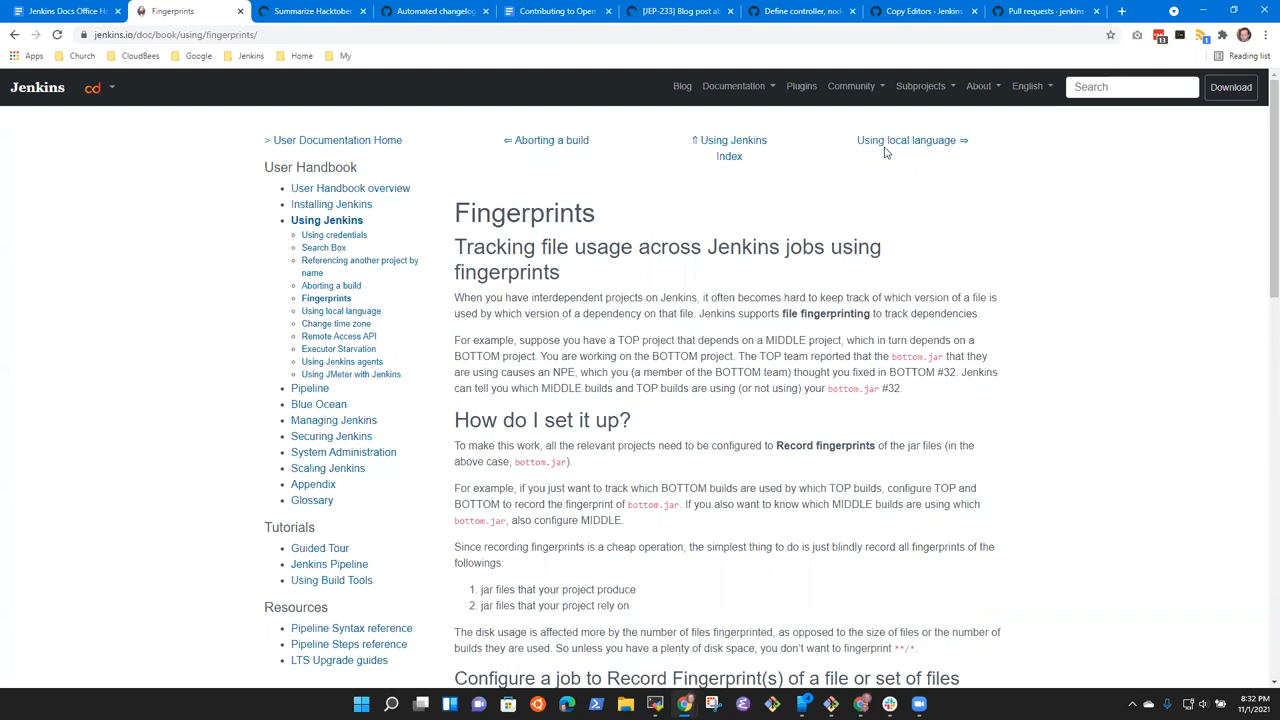 Jenkins Docs Office Ho
Fingerprints
Summarize Hacktober
Automated changelog
Contributing to Open
[JEP-233] Blog post ab
Define controller, node
Copy Editors · Jenkins
Pull requests · jenkins-
jenkins.io/doc/book/using/fingerprints/
13
1
Apps
Church
CloudBees
Google
Jenkins
Home
My
Reading list
Jenkins
cd
Blog
Documentation
Plugins
Community
Subprojects
About
English
Search
Download
> User Documentation Home
⇐ Aborting a build
⇑ Using Jenkins
Index
Using local language ⇒
User Handbook
User Handbook overview
Installing Jenkins
Using Jenkins
Using credentials
Search Box
Referencing another project by
name
Aborting a build
Fingerprints
Using local language
Change time zone
Remote Access API
Executor Starvation
Using Jenkins agents
Using JMeter with Jenkins
Pipeline
Blue Ocean
Managing Jenkins
Securing Jenkins
System Administration
Scaling Jenkins
Appendix
Glossary
Tutorials
Guided Tour
Jenkins Pipeline
Using Build Tools
Resources
Pipeline Syntax reference
Pipeline Steps reference
LTS Upgrade guides
Fingerprints
Tracking file usage across Jenkins jobs using
fingerprints
When you have interdependent projects on Jenkins, it often becomes hard to keep track of which version of a file is
used by which version of a dependency on that file. Jenkins supports file fingerprinting to track dependencies.
For example, suppose you have a TOP project that depends on a MIDDLE project, which in turn depends on a
BOTTOM project. You are working on the BOTTOM project. The TOP team reported that the bottom.jar that they
are using causes an NPE, which you (a member of the BOTTOM team) thought you fixed in BOTTOM #32. Jenkins
can tell you which MIDDLE builds and TOP builds are using (or not using) your bottom.jar #32.
How do I set it up?
To make this work, all the relevant projects need to be configured to Record fingerprints of the jar files (in the
above case, bottom.jar).
For example, if you just want to track which BOTTOM builds are used by which TOP builds, configure TOP and
BOTTOM to record the fingerprint of bottom.jar. If you also want to know which MIDDLE builds are using which
bottom.jar, also configure MIDDLE.
Since recording fingerprints is a cheap operation, the simplest thing to do is just blindly record all fingerprints of the
followings:
1. jar files that your project produce
2. jar files that your project rely on
The disk usage is affected more by the number of files fingerprinted, as opposed to the size of files or the number of
builds they are used. So unless you have a plenty of disk space, you don't want to fingerprint **/*.
Configure a job to Record Fingerprint(s) of a file or set of files
8:32 PM
11/1/2021